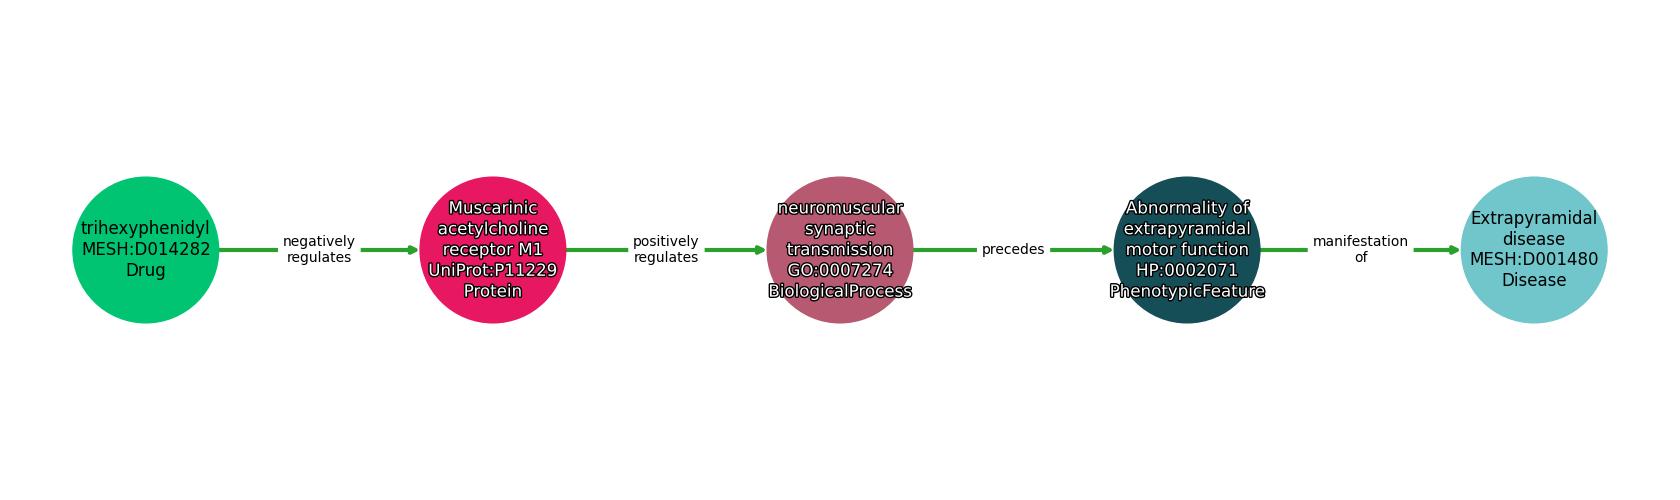 trihexyphenidyl
MESH:D014282
Drug
negatively
regulates
Muscarinic
acetylcholine
receptor M1
UniProt:P11229
Protein
positively
regulates
neuromuscular
synaptic
transmission
GO:0007274
BiologicalProcess
precedes
Abnormality of
extrapyramidal
motor function
HP:0002071
PhenotypicFeature
manifestation
of
Extrapyramidal
disease
MESH:D001480
Disease